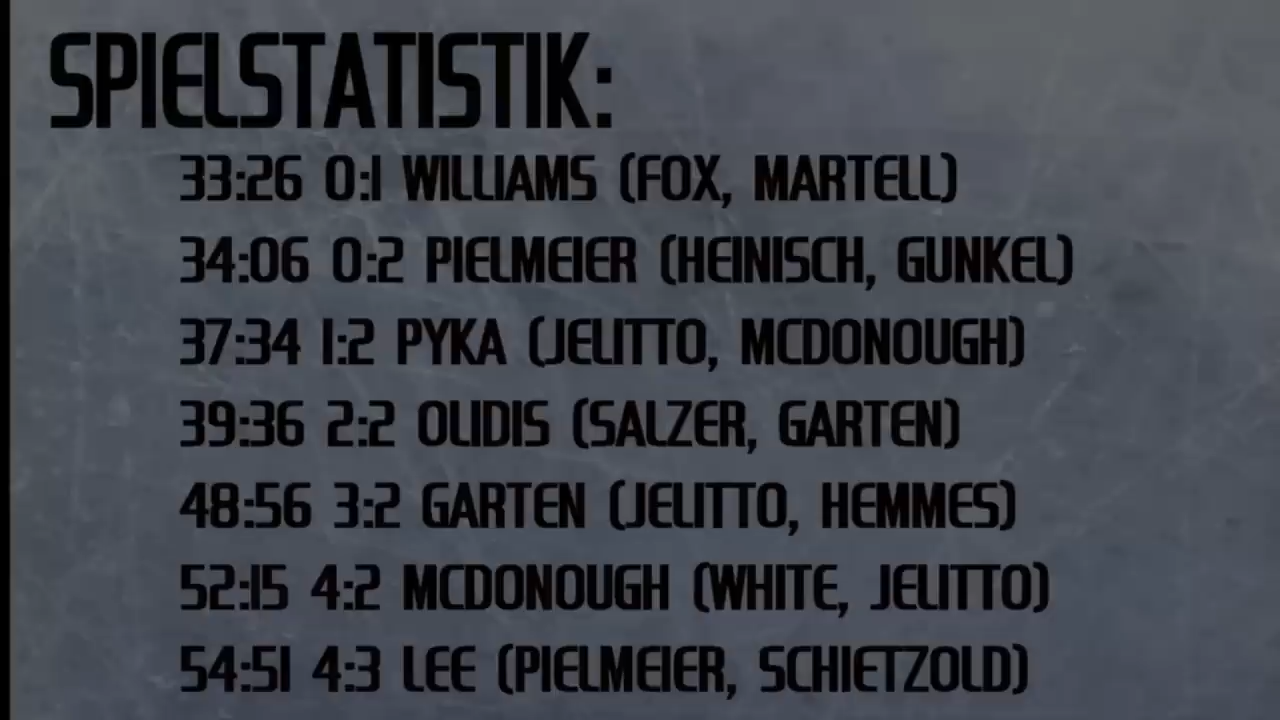 SPIELSTATISTIK:
33:26 0:1 WILLIAMS (FOX, MARTELL)
34:06 0:2 PIELMEIER (HEINISCH, GUNKEL)
37:34 1:2 PYKA (JELITTO, MCDONOUGH)
39:36 2:2 OLIDIS (SALZER, GARTEN)
48:56 3:2 GARTEN (JELITTO, HEMMES)
52:15 4:2 MCDONOUGH (WHITE, JELITTO)
54:51 4:3 LEE (PIELMEIER, SCHIETZOLD)